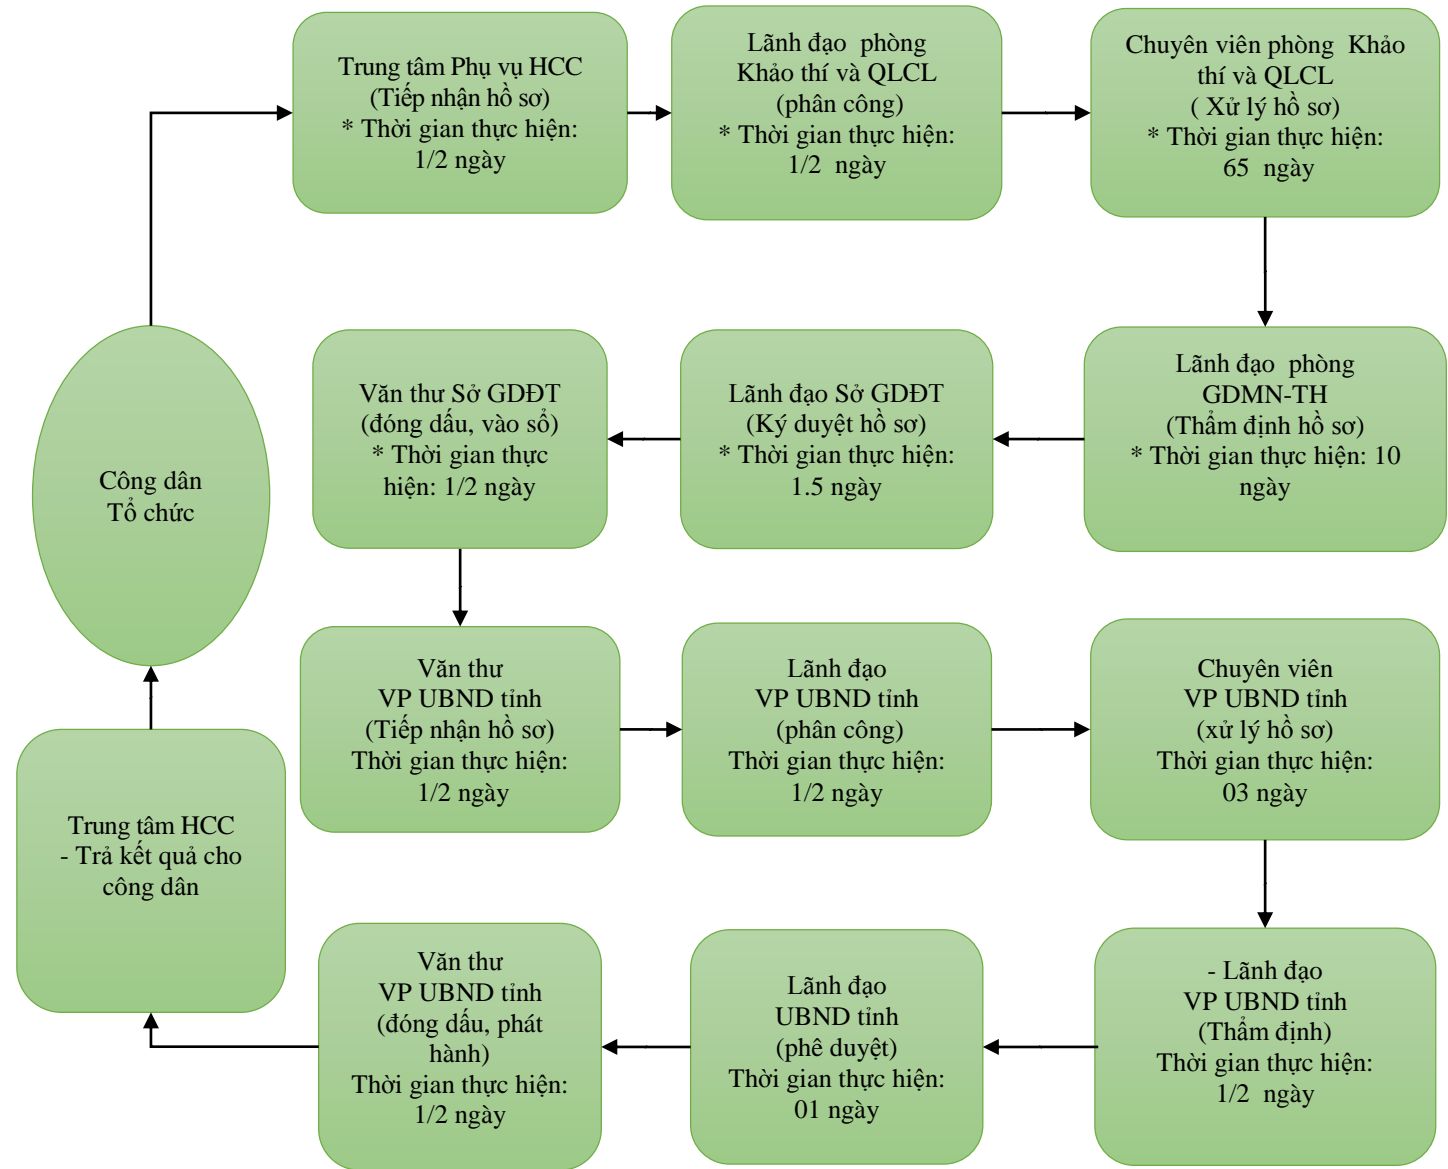 Trung tâm Phụ vụ HCC
(Tiếp nhận hồ sơ)
* Thời gian thực hiện:
1/2 ngày
Lãnh đạo phòng
Khảo thí và QLCL
(phân công)
* Thời gian thực hiện:
1/2 ngày
Chuyên viên phòng Khảo
thí và QLCL
( Xử lý hồ sơ)
* Thời gian thực hiện:
65 ngày
Lãnh đạo phòng
GDMN-TH
(Thẩm định hồ sơ)
* Thời gian thực hiện: 10
ngày
Lãnh đạo Sở GDĐT
(Ký duyệt hồ sơ)
* Thời gian thực hiện:
1.5 ngày
Văn thư Sở GDĐT
(đóng dấu, vào sổ)
* Thời gian thực
hiện: 1/2 ngày
Công dân
Tổ chức
Văn thư
VP UBND tỉnh
(Tiếp nhận hồ sơ)
Thời gian thực hiện:
1/2 ngày
Lãnh đạo
VP UBND tỉnh
(phân công)
Thời gian thực hiện:
1/2 ngày
Chuyên viên
VP UBND tỉnh
(xử lý hồ sơ)
Thời gian thực hiện:
03 ngày
- Lãnh đạo
VP UBND tỉnh
(Thẩm định)
Thời gian thực hiện:
1/2 ngày
Lãnh đạo
UBND tỉnh
(phê duyệt)
Thời gian thực hiện:
01 ngày
Văn thư
VP UBND tỉnh
(đóng dấu, phát
hành)
Thời gian thực hiện:
1/2 ngày
Trung tâm HCC
- Trả kết quả cho
công dân